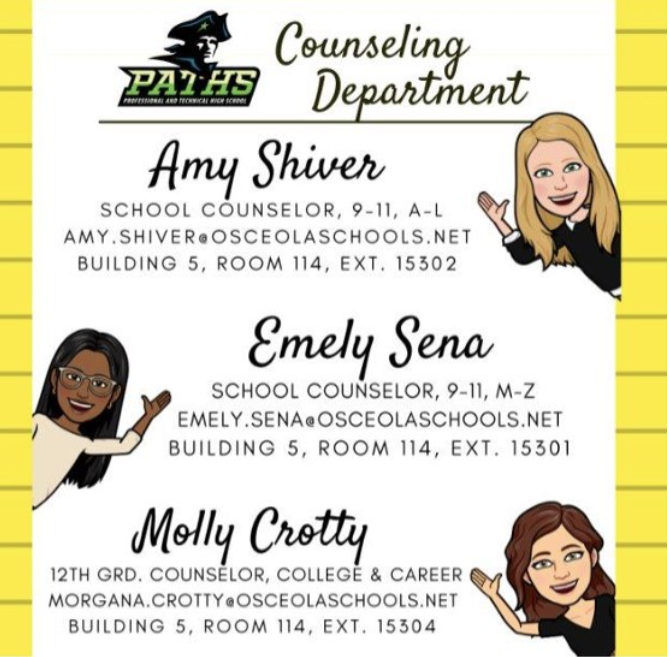 PATHS
PROFESSIONAL AND TECHNICAL HIGH SCHOOL
Counseling
Department
Amy Shiver
SCHOOL COUNSELOR, 9-11, A-L
AMY.SHIVER@OSCEOLASCHOOLS.NET
BUILDING 5, ROOM 114, EXT. 15302
Emely Sena
SCHOOL COUNSELOR, 9-11, M-Z
EMELY.SENA@OSCEOLASCHOOLS.NET
BUILDING 5, ROOM 114, EXT. 15301
Molly Crotty
12TH GRD. COUNSELOR, COLLEGE & CAREER
MORGANA.CROTTY@OSCEOLASCHOOLS.NET
BUILDING 5, ROOM 114, EXT. 15304